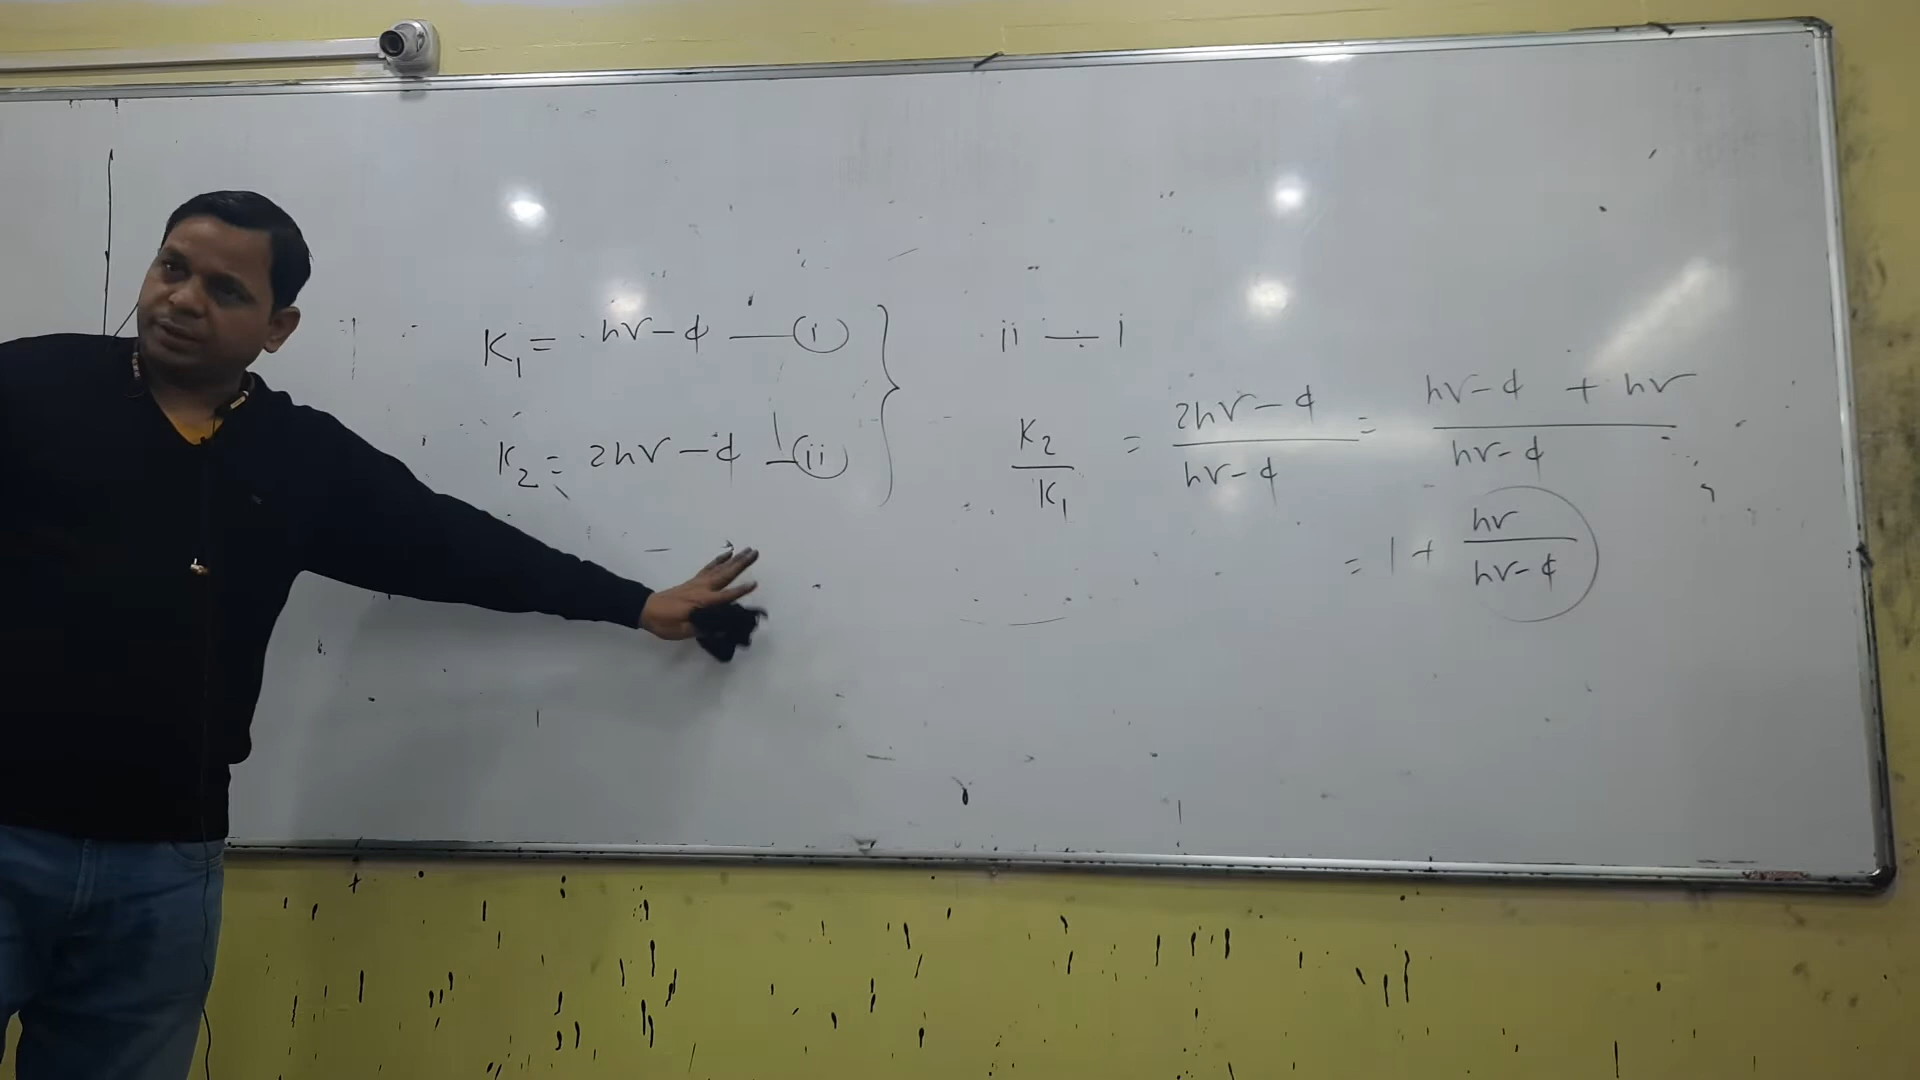 K₁ = hν − ϕ —(i)
K₂ = 2hν − ϕ —(ii)
ii ÷ i
K₂/K₁ = (2hν − ϕ)/(hν − ϕ) = (hν − ϕ + hν)/(hν − ϕ)
= 1 + hν/(hν − ϕ)